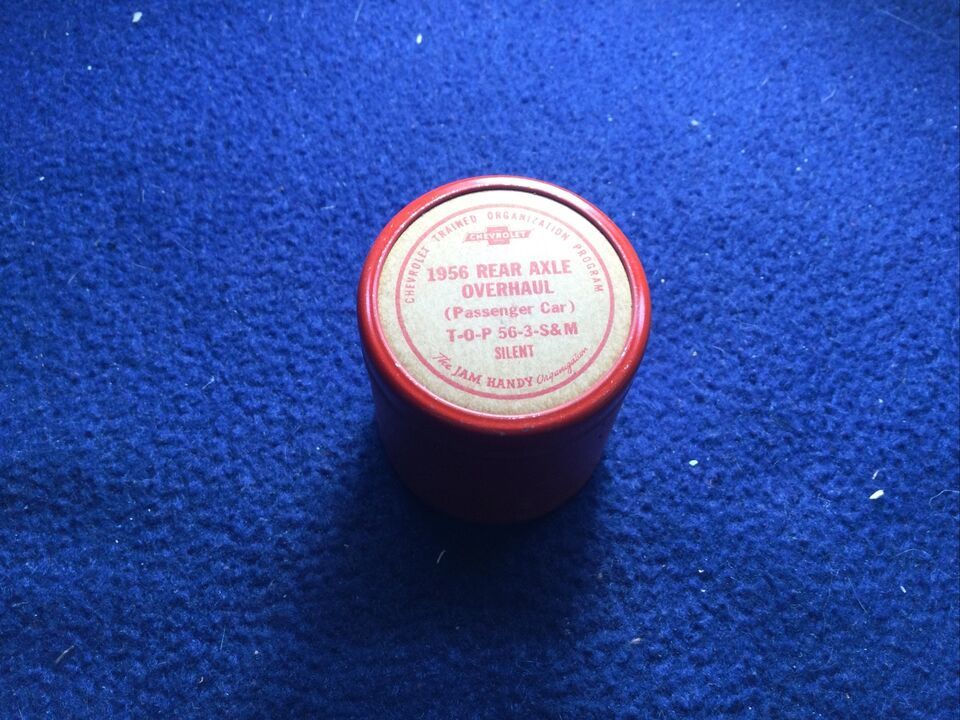 CHEVROLET TRAINED ORGANIZATION PROGRAM
CHEVROLET
1956 REAR AXLE
OVERHAUL
(Passenger Car)
T-O-P 56-3-S&M
SILENT
The JAM HANDY Organization